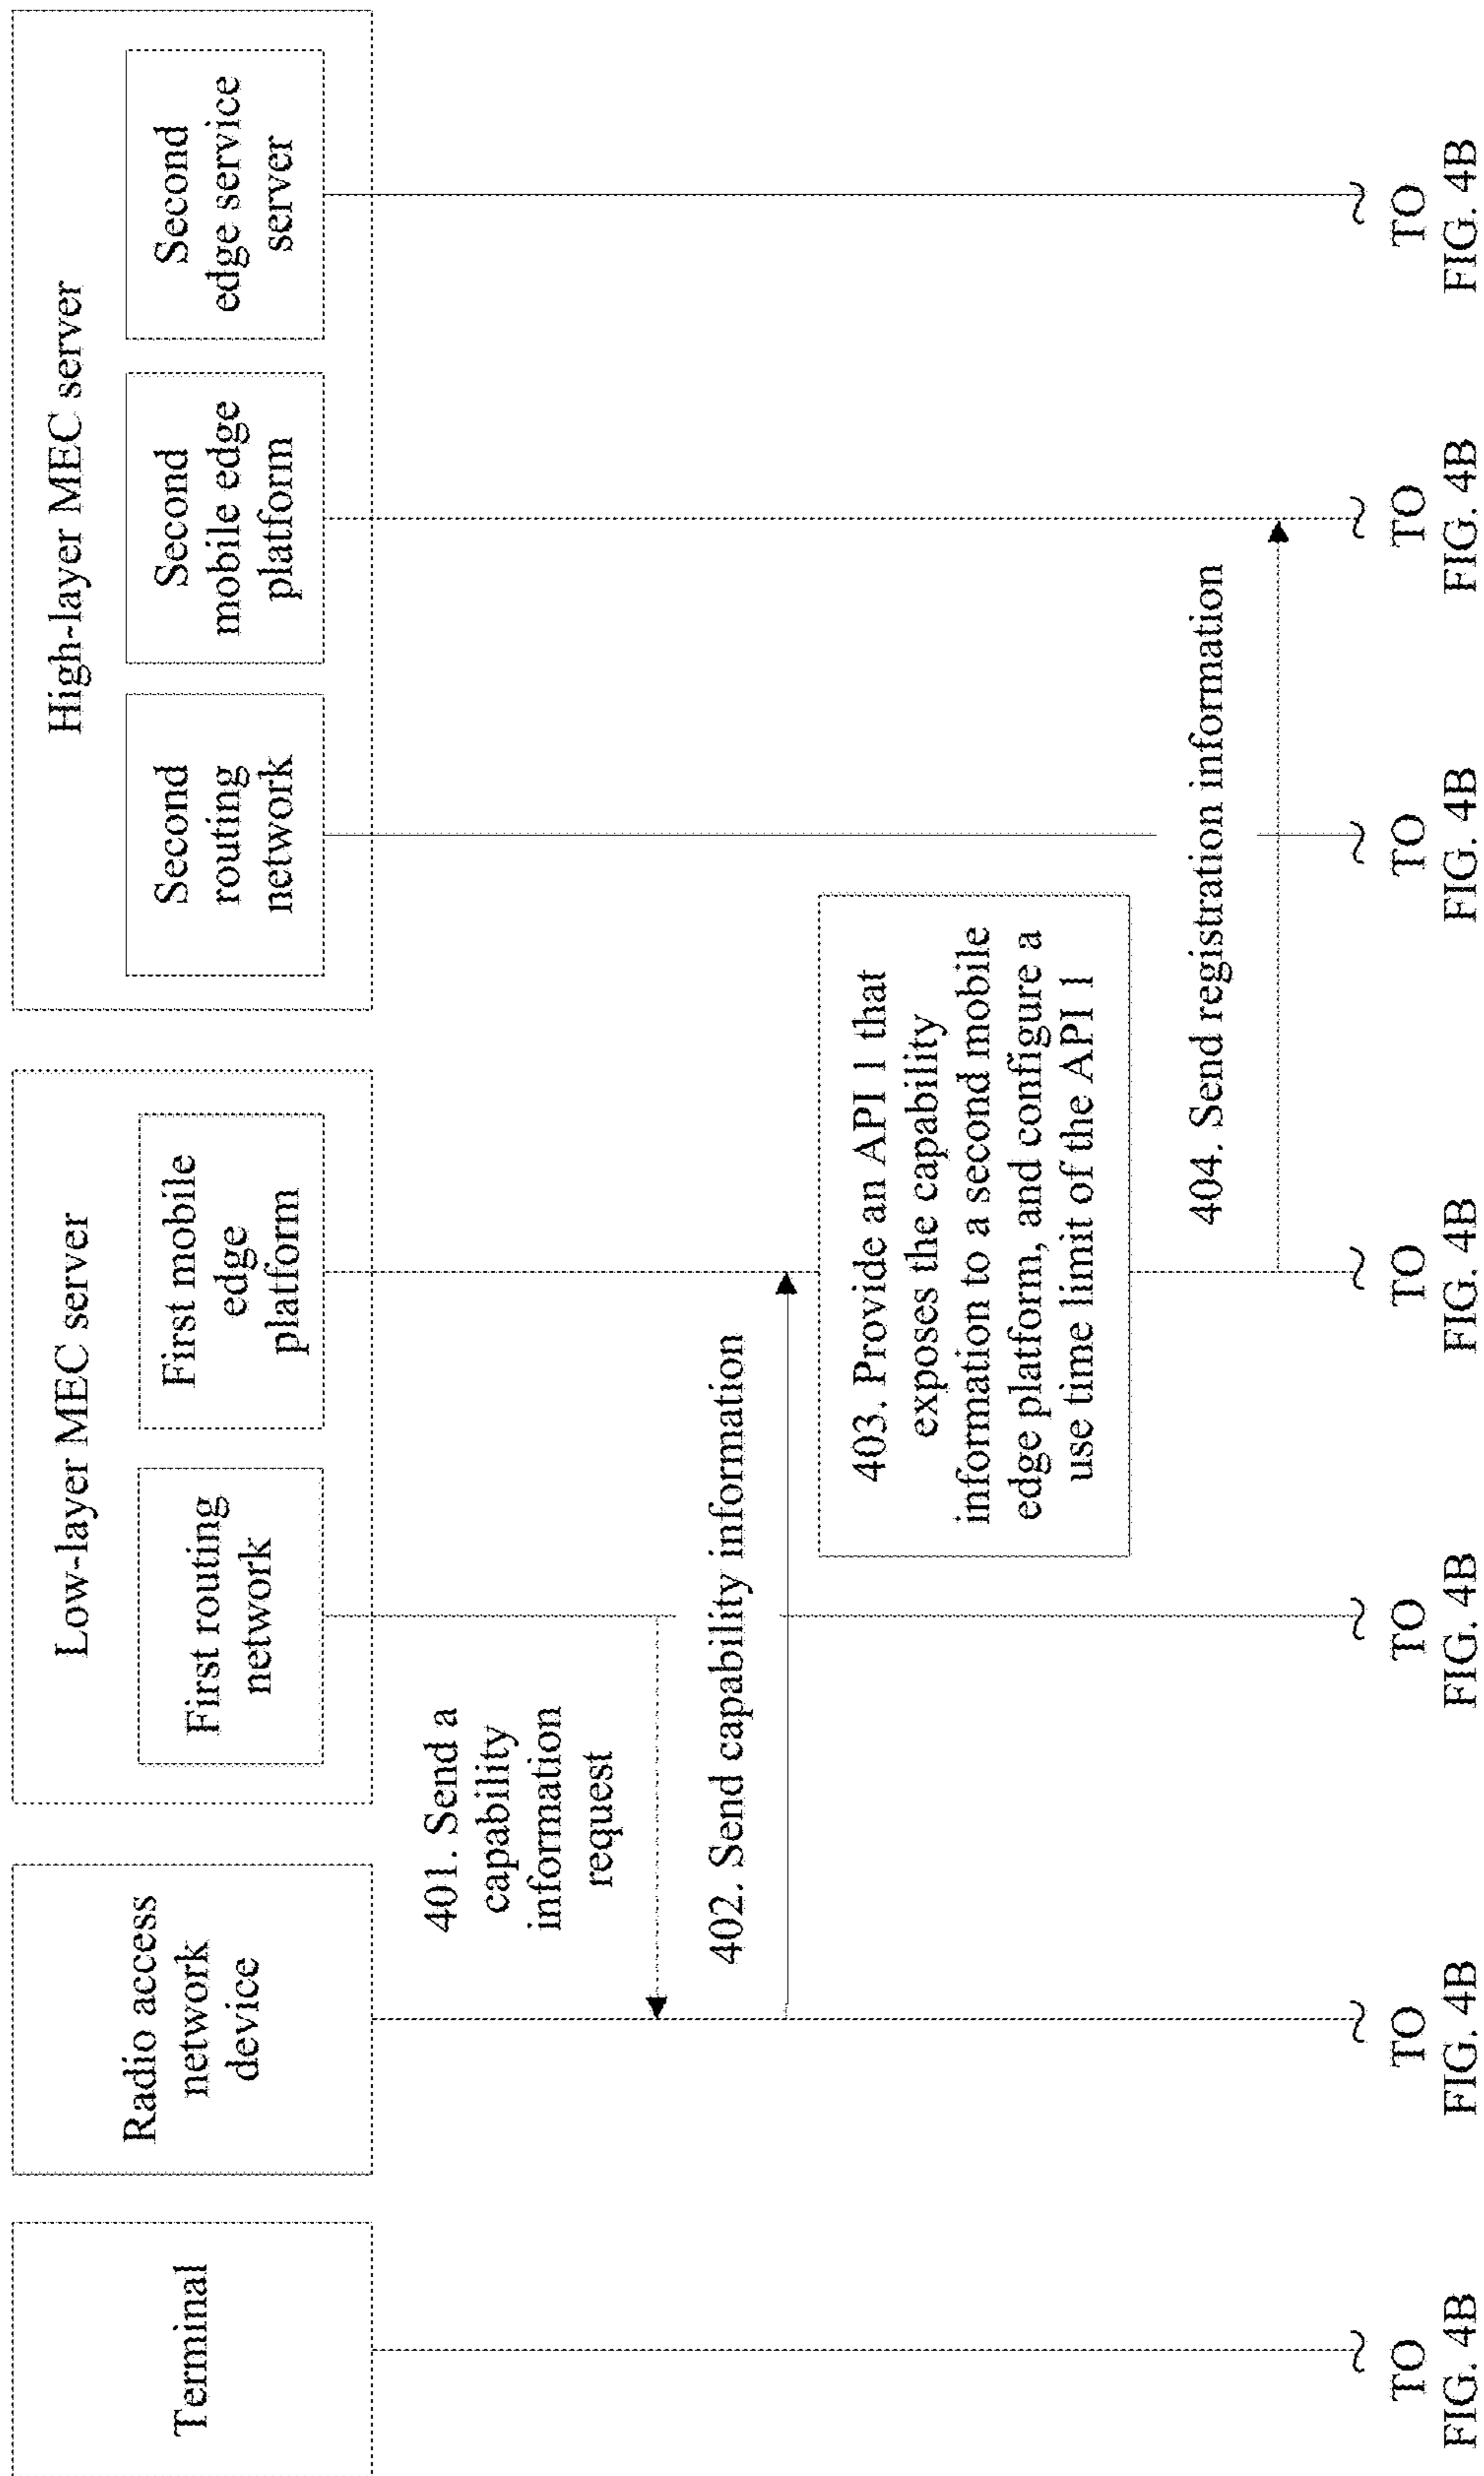 Terminal
Radio access
network
device
Low-layer MEC server
First routing
network
First mobile
edge
platform
High-layer MEC server
Second
routing
network
Second
mobile edge
platform
Second
edge service
server
401. Send a
capability
information
request
402. Send capability information
403. Provide an API 1 that
exposes the capability
information to a second mobile
edge platform, and configure a
use time limit of the API 1
404. Send registration information
TO
FIG. 4B
TO
FIG. 4B
TO
FIG. 4B
TO
FIG. 4B
TO
FIG. 4B
TO
FIG. 4B
TO
FIG. 4B